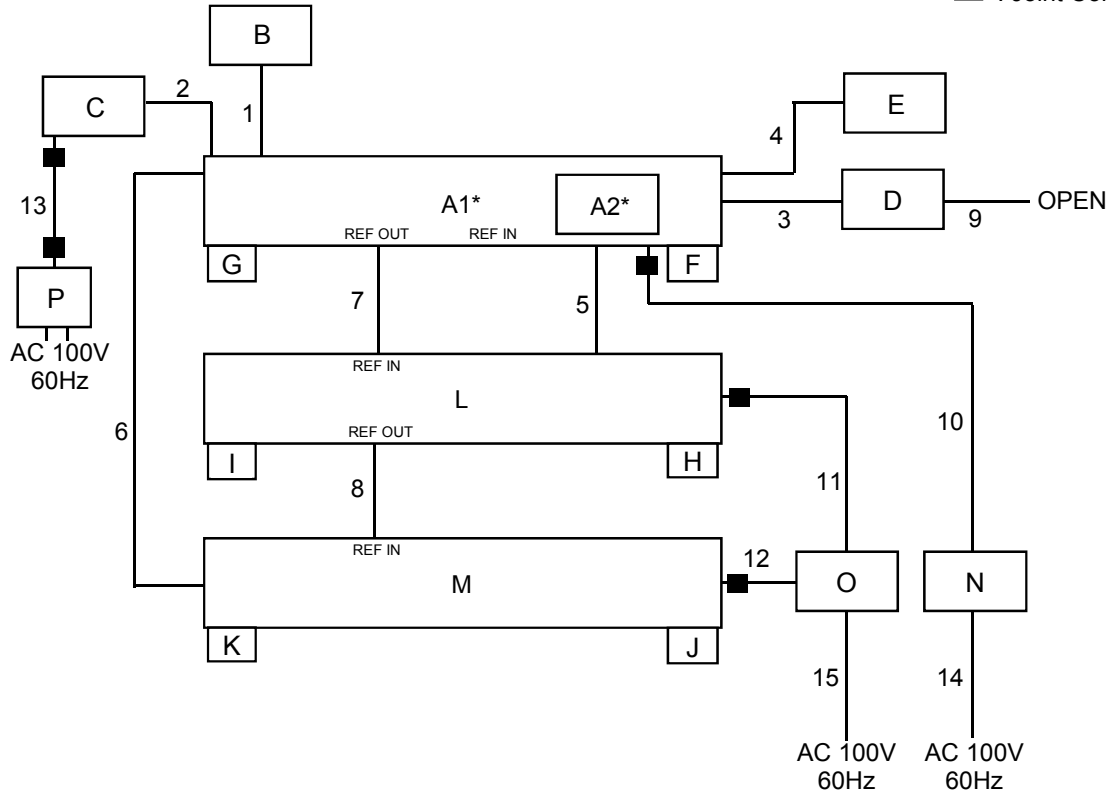 B
2
C
1
E
4
A1*
A2*
D
OPEN
13
3
9
REF OUT
REF IN
G
F
P
7
5
AC 100V
60Hz
REF IN
L
6
10
REF OUT
I
H
11
8
REF IN
12
M
O
N
K
J
15
14
AC 100V
60Hz
AC 100V
60Hz